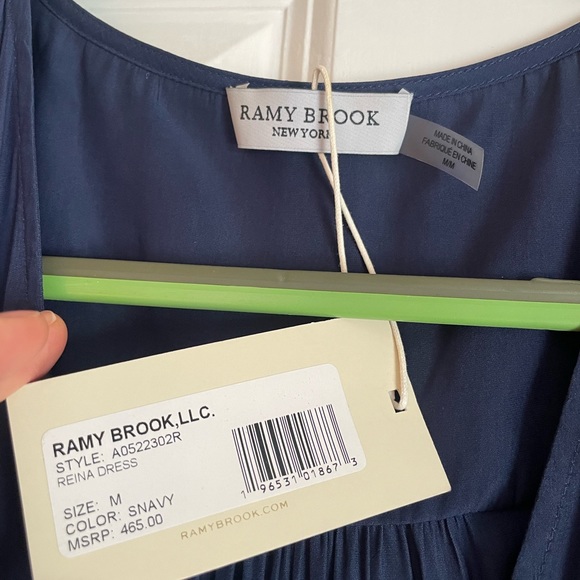 RAMY BROOK
NEW YORK
MADE IN CHINA
FABRIQUÉ EN CHINE
M/M
RAMY BROOK,LLC.
STYLE: A0522302R
REINA DRESS
SIZE: M
COLOR: SNAVY
MSRP: 465.00
1 96531 01867 3
RAMYBROOK.COM